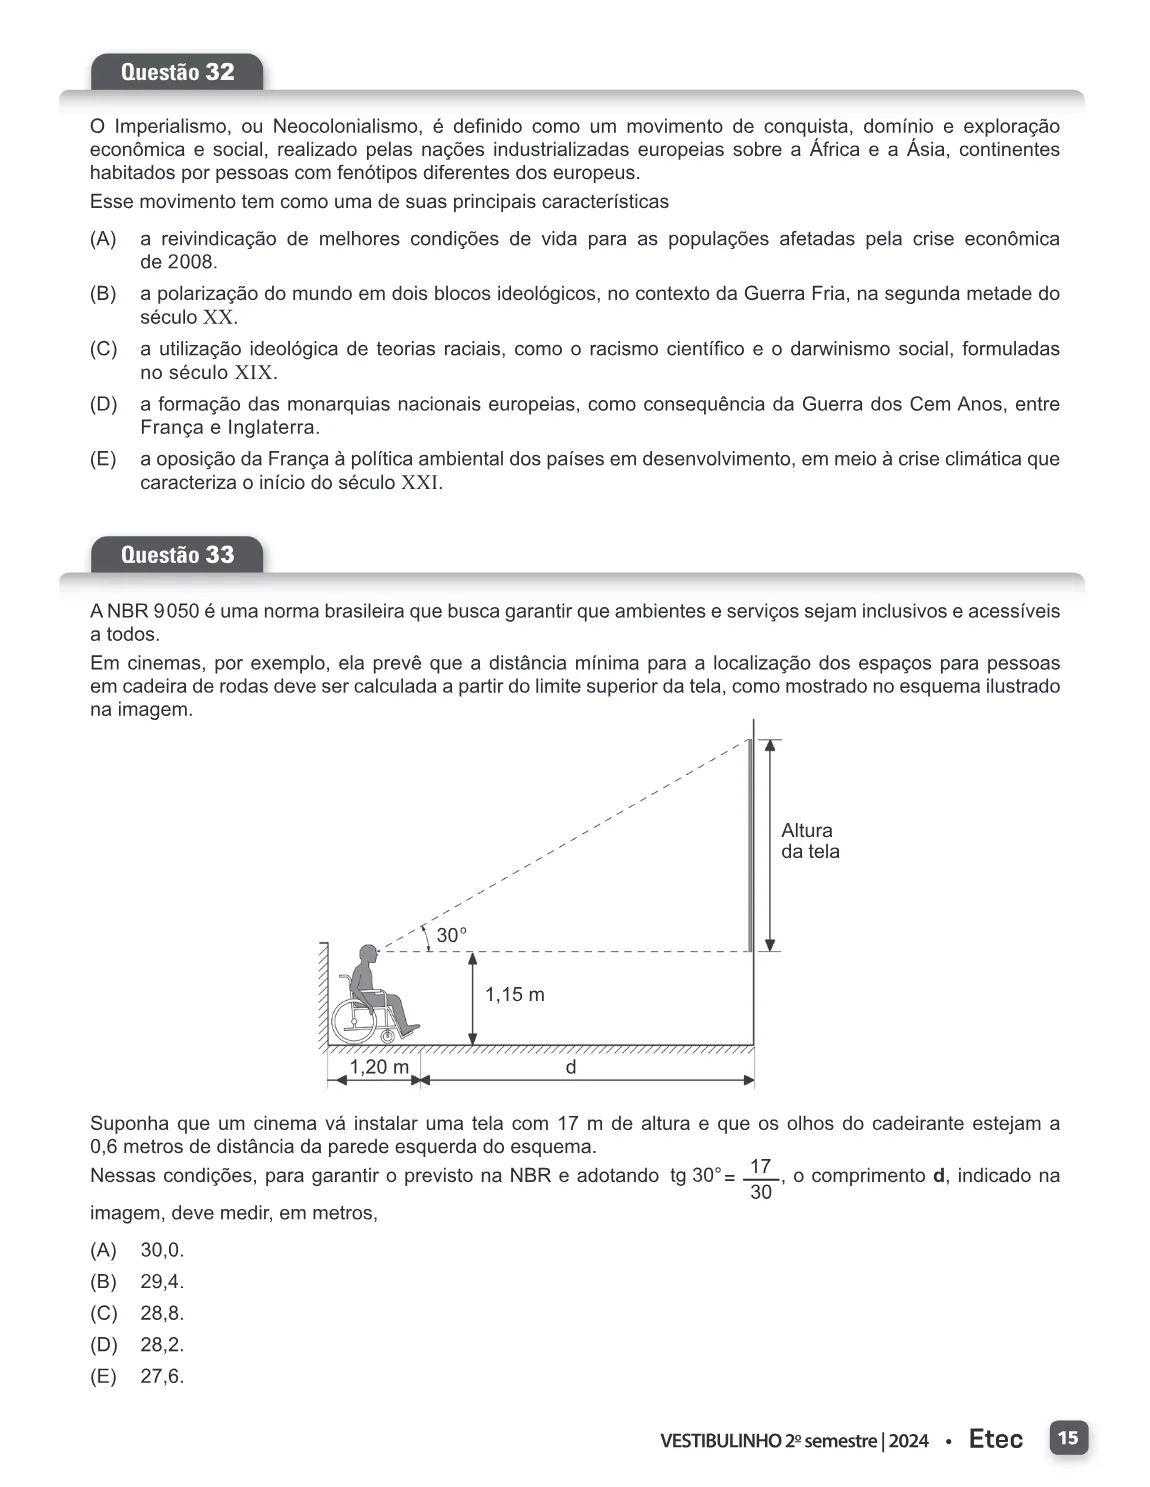 Questão 32
O Imperialismo, ou Neocolonialismo, é definido como um movimento de conquista, domínio e exploração
econômica e social, realizado pelas nações industrializadas europeias sobre a África e a Ásia, continentes
habitados por pessoas com fenótipos diferentes dos europeus.
Esse movimento tem como uma de suas principais características
(A) a reivindicação de melhores condições de vida para as populações afetadas pela crise econômica
de 2008.
(B) a polarização do mundo em dois blocos ideológicos, no contexto da Guerra Fria, na segunda metade do
século XX.
(C) a utilização ideológica de teorias raciais, como o racismo científico e o darwinismo social, formuladas
no século XIX.
(D) a formação das monarquias nacionais europeias, como consequência da Guerra dos Cem Anos, entre
França e Inglaterra.
(E) a oposição da França à política ambiental dos países em desenvolvimento, em meio à crise climática que
caracteriza o início do século XXI.
Questão 33
A NBR 9050 é uma norma brasileira que busca garantir que ambientes e serviços sejam inclusivos e acessíveis
a todos.
Em cinemas, por exemplo, ela prevê que a distância mínima para a localização dos espaços para pessoas
em cadeira de rodas deve ser calculada a partir do limite superior da tela, como mostrado no esquema ilustrado
na imagem.
Altura
da tela
30º
1,15 m
1,20 m d
Suponha que um cinema vá instalar uma tela com 17 m de altura e que os olhos do cadeirante estejam a
0,6 metros de distância da parede esquerda do esquema.
Nessas condições, para garantir o previsto na NBR e adotando tg 30° = 17/30, o comprimento d, indicado na
imagem, deve medir, em metros,
(A) 30,0.
(B) 29,4.
(C) 28,8.
(D) 28,2.
(E) 27,6.
VESTIBULINHO 2º semestre | 2024 • Etec 15